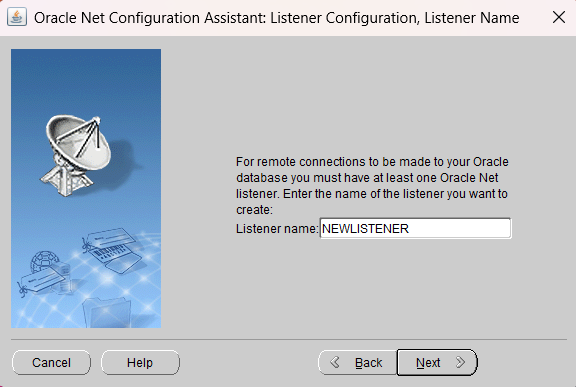 Oracle Net Configuration Assistant: Listener Configuration, Listener Name
For remote connections to be made to your Oracle
database you must have at least one Oracle Net
listener. Enter the name of the listener you want to
create:
Listener name: NEWLISTENER
Cancel Help Back Next